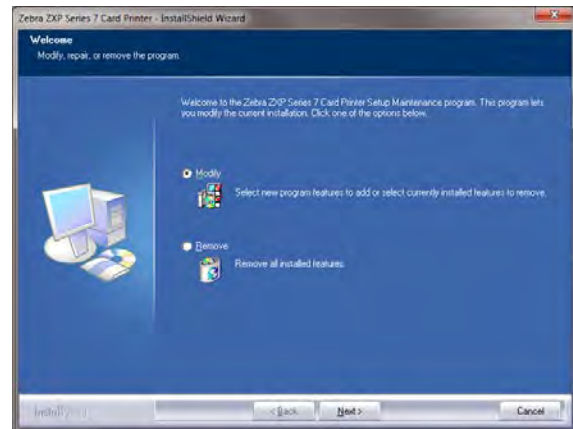 Zebra ZXP Series 7 Card Printer - InstallShield Wizard
Welcome
Modify, repair, or remove the program.
Welcome to the Zebra ZXP Series 7 Card Printer Setup Maintenance program. This program lets
you modify the current installation. Click one of the options below.
Modify
Select new program features to add or select currently installed features to remove.
Remove
Remove all installed features.
InstallShield
< Back
Next >
Cancel